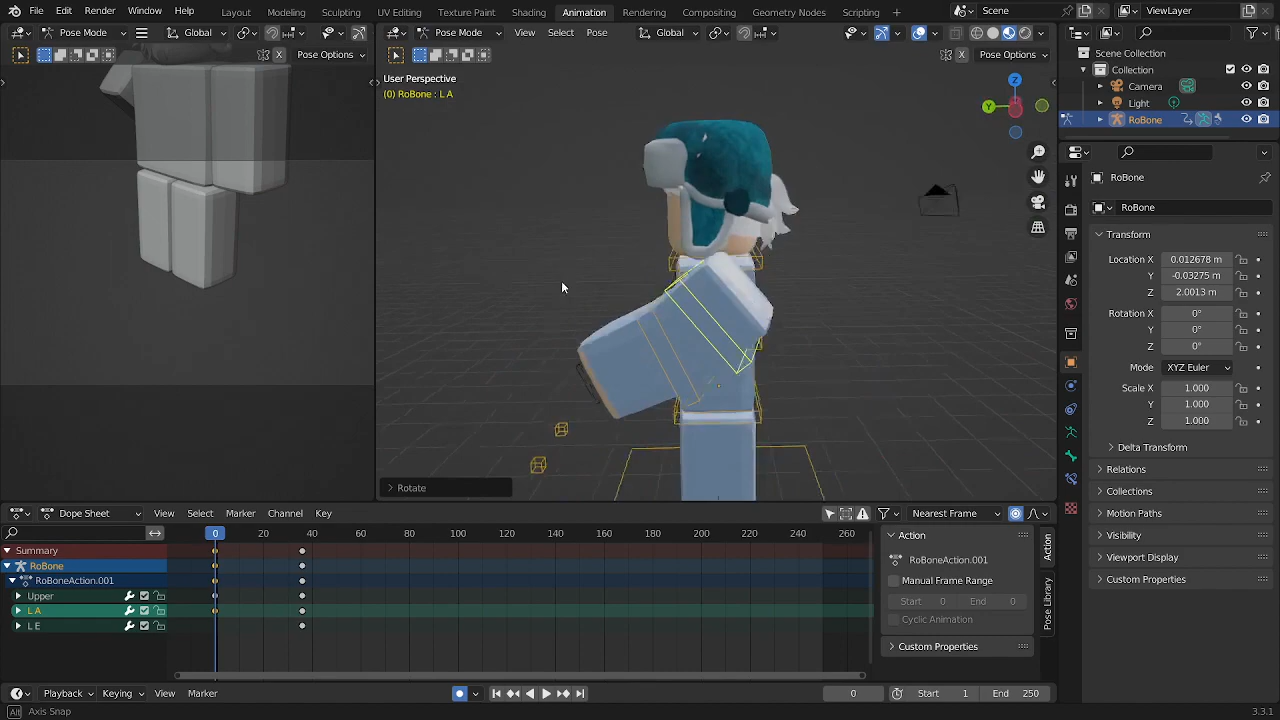 File Edit Render Window Help Layout Modeling Sculpting UV Editing Texture Paint Shading Animation Rendering Compositing Geometry Nodes Scripting Scene ViewLayer
Pose Mode Global Pose Mode View Select Pose Global
Pose Options Pose Options
Scene Collection
Collection
Camera
Light
RoBone
User Perspective
(0) RoBone : L A
Z
Y
RoBone
RoBone
Transform
Location X 0.012678 m
Y -0.03275 m
Z 2.0013 m
Rotation X 0°
Y 0°
Z 0°
Mode XYZ Euler
Scale X 1.000
Y 1.000
Z 1.000
Delta Transform
Relations
Collections
Motion Paths
Visibility
Viewport Display
Custom Properties
Rotate
Dope Sheet View Select Marker Channel Key Nearest Frame
0 20 40 60 80 100 120 140 160 180 200 220 240 260
Summary
RoBone
RoBoneAction.001
Upper
L A
L E
Action
RoBoneAction.001
Manual Frame Range
Start 0 End 0
Cyclic Animation
Custom Properties
Action
Pose Library
Playback Keying View Marker 0 Start 1 End 250
Alt Axis Snap 3.3.1